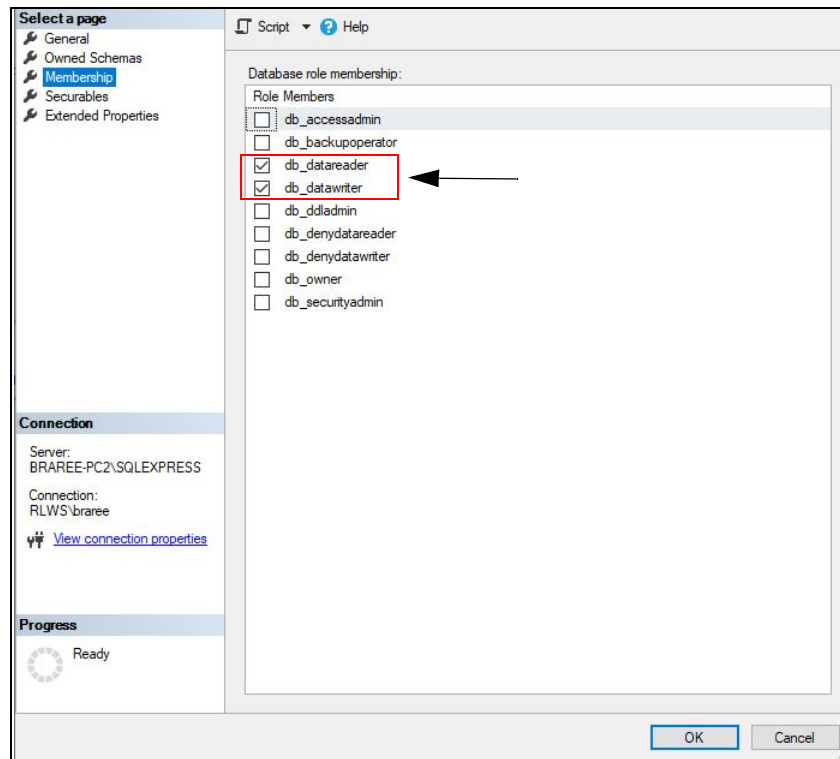 Select a page
General
Owned Schemas
Membership
Securables
Extended Properties
Script
Help
Database role membership:
Role Members
db_accessadmin
db_backupoperator
db_datareader
db_datawriter
db_ddladmin
db_denydatareader
db_denydatawriter
db_owner
db_securityadmin
Connection
Server:
BRAREE-PC2\SQLEXPRESS
Connection:
RLWS\braree
View connection properties
Progress
Ready
OK
Cancel